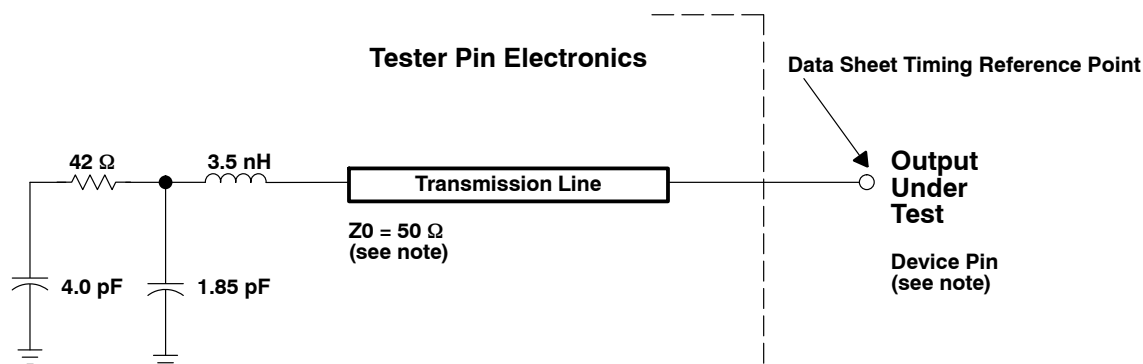 Tester Pin Electronics
Data Sheet Timing Reference Point
42 Ω
3.5 nH
Transmission Line
Output
Under
Test
Z0 = 50 Ω
(see note)
Device Pin
(see note)
4.0 pF
1.85 pF